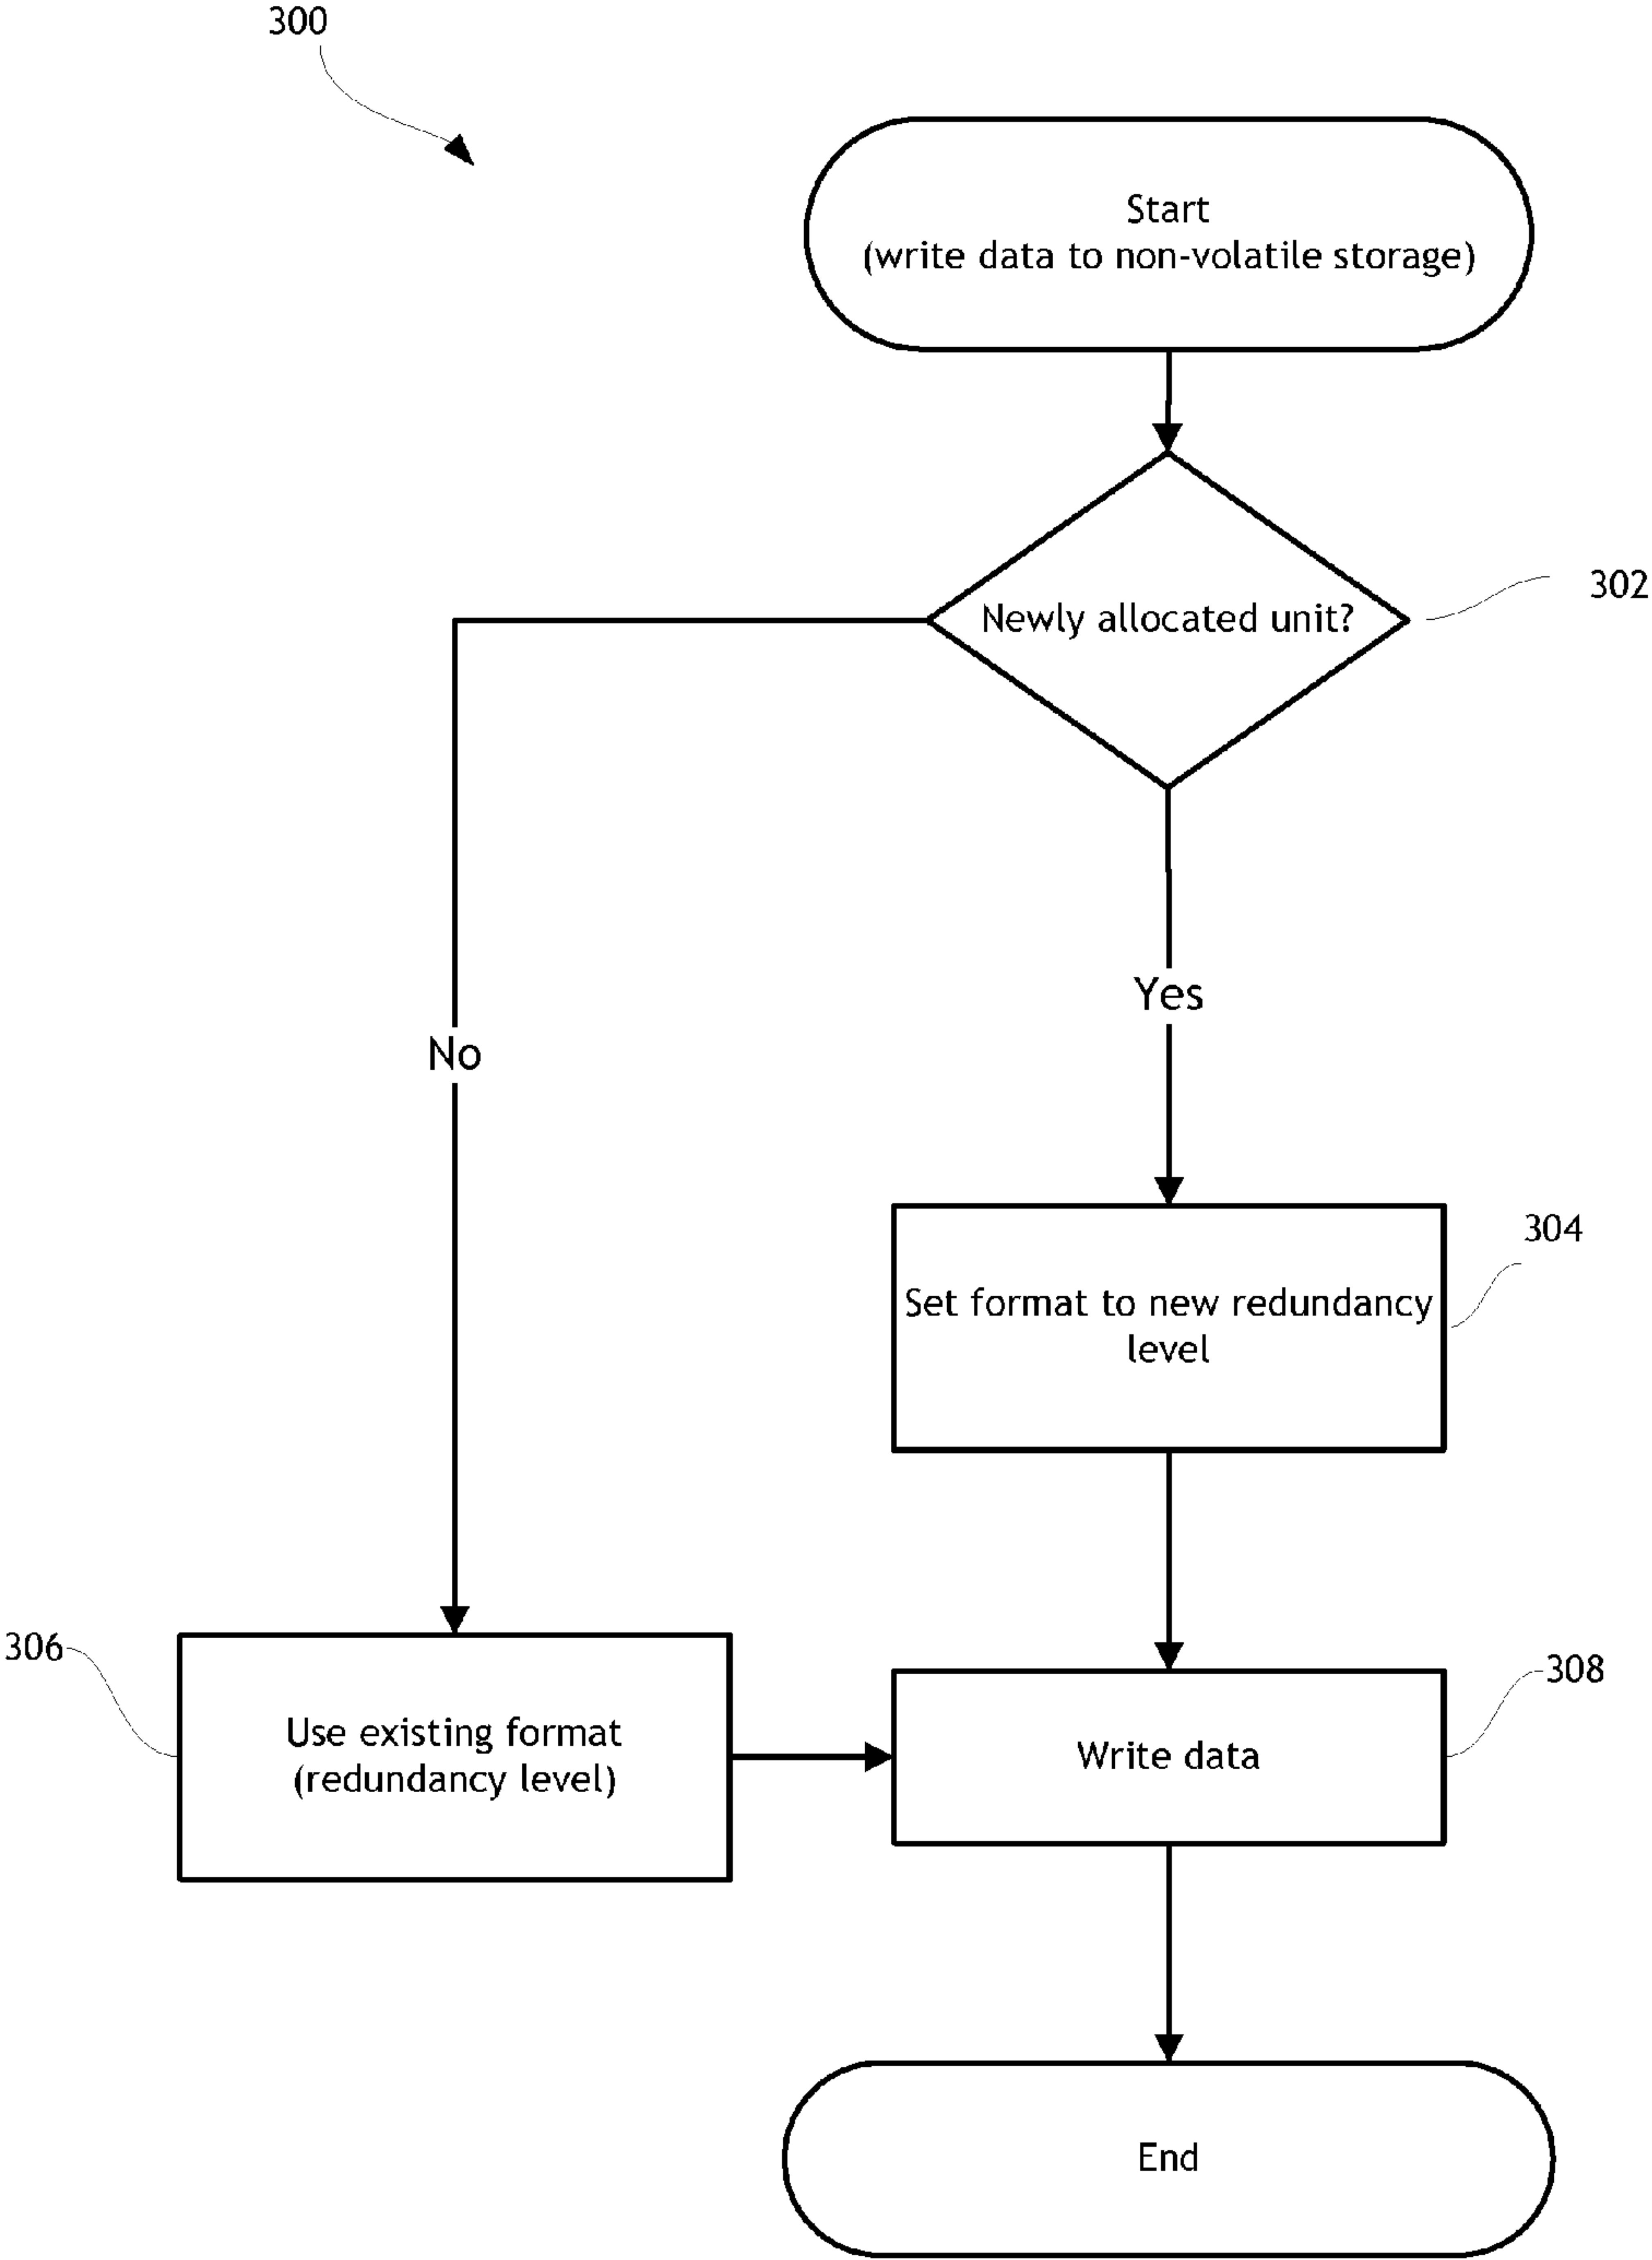 300
Start
(write data to non-volatile storage)
302
Newly allocated unit?
Yes
No
304
Set format to new redundancy
level
306
308
Use existing format
(redundancy level)
Write data
End